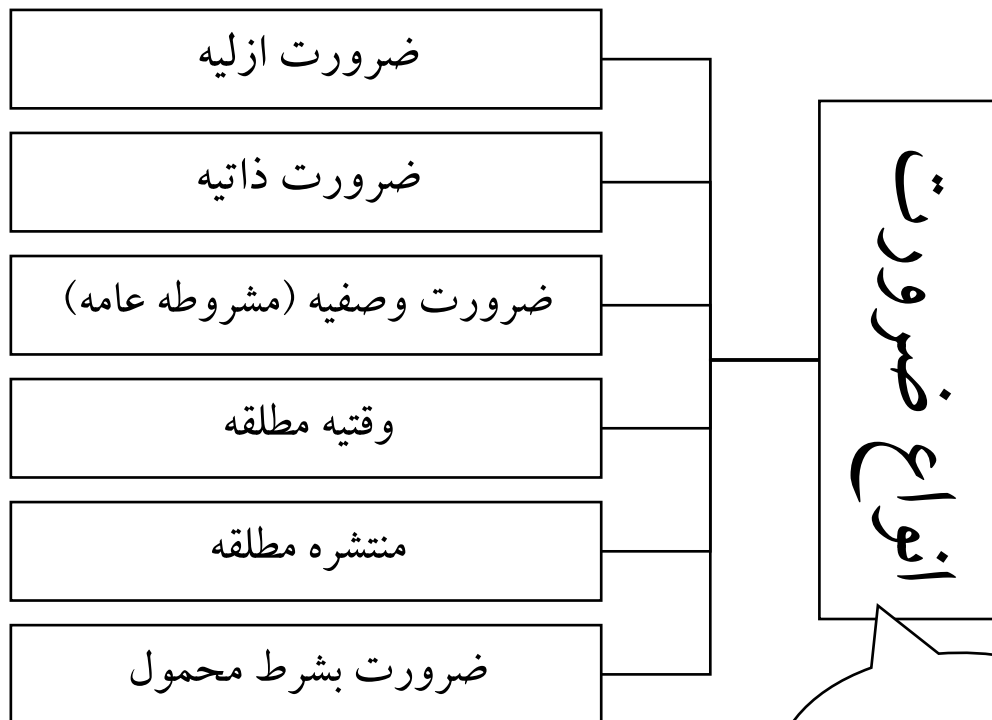 انواع ضرورت
ضرورت ازلیه
ضرورت ذاتیه
ضرورت وصفیه (مشروطه عامه)
وقتیه مطلقه
منتشره مطلقه
ضرورت بشرط محمول